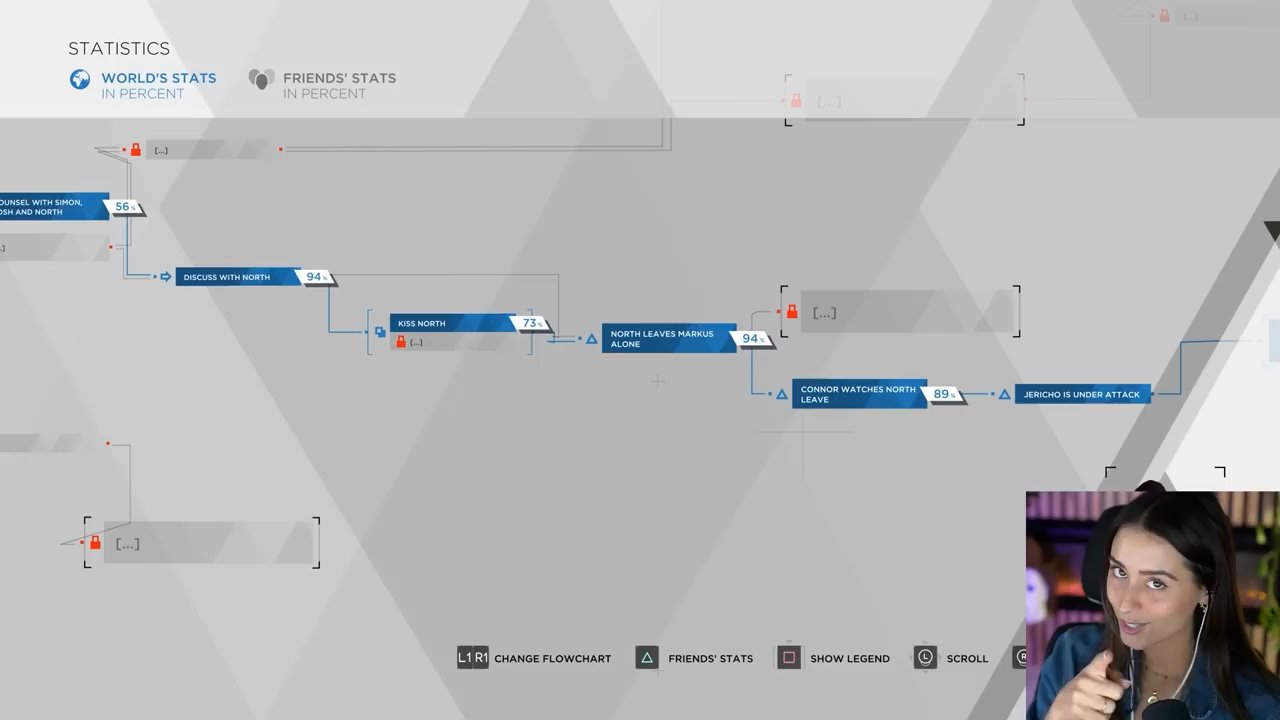 STATISTICS
WORLD'S STATS
IN PERCENT
FRIENDS' STATS
IN PERCENT
[...]
[...]
[...]
[...]
OUNSEL WITH SIMON,
OSH AND NORTH
56%
...]
DISCUSS WITH NORTH
94%
KISS NORTH
73%
[...]
NORTH LEAVES MARKUS
ALONE
94%
[...]
CONNOR WATCHES NORTH
LEAVE
89%
JERICHO IS UNDER ATTACK
L1 R1 CHANGE FLOWCHART
FRIENDS' STATS
SHOW LEGEND
L SCROLL
R